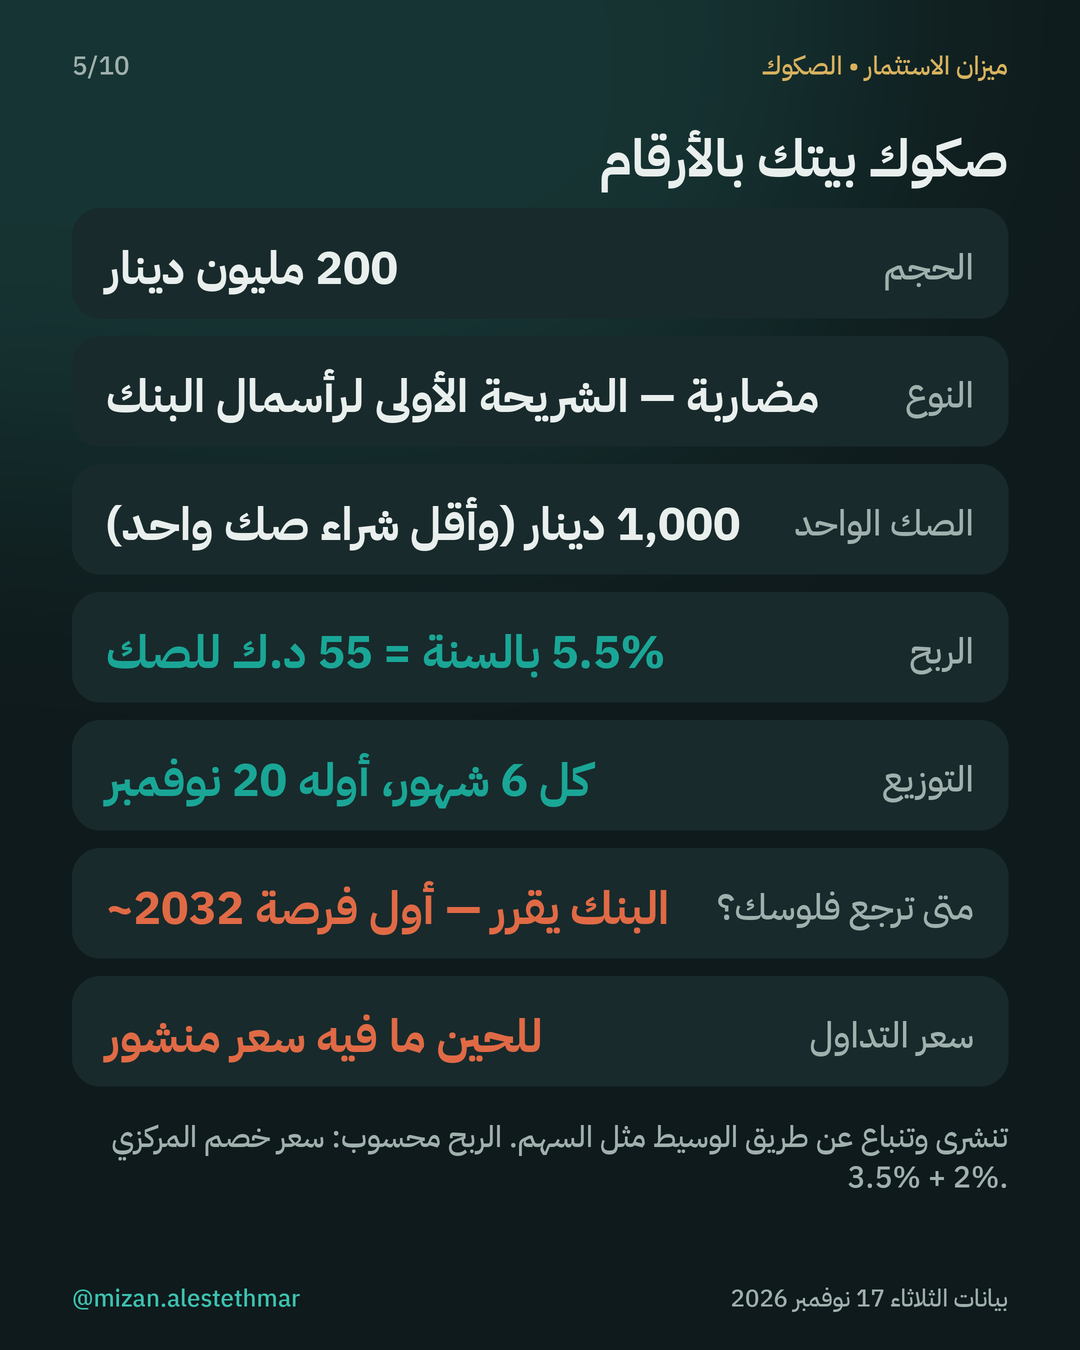 ميزان الاستثمار • الصكوك
5/10
صكوك بيتك بالأرقام
الحجم
200 مليون دينار
النوع
مضاربة — الشريحة الأولى لرأسمال البنك
الصك الواحد
1,000 دينار (وأقل شراء صك واحد)
الربح
5.5% بالسنة = 55 د.ك للصك
التوزيع
كل 6 شهور، أوله 20 نوفمبر
متى ترجع فلوسك؟
البنك يقرر — أول فرصة 2032~
سعر التداول
للحين ما فيه سعر منشور
تنشرى وتنباع عن طريق الوسيط مثل السهم. الربح محسوب: سعر خصم المركزي
3.5% + 2%.
بيانات الثلاثاء 17 نوفمبر 2026
@mizan.alestethmar